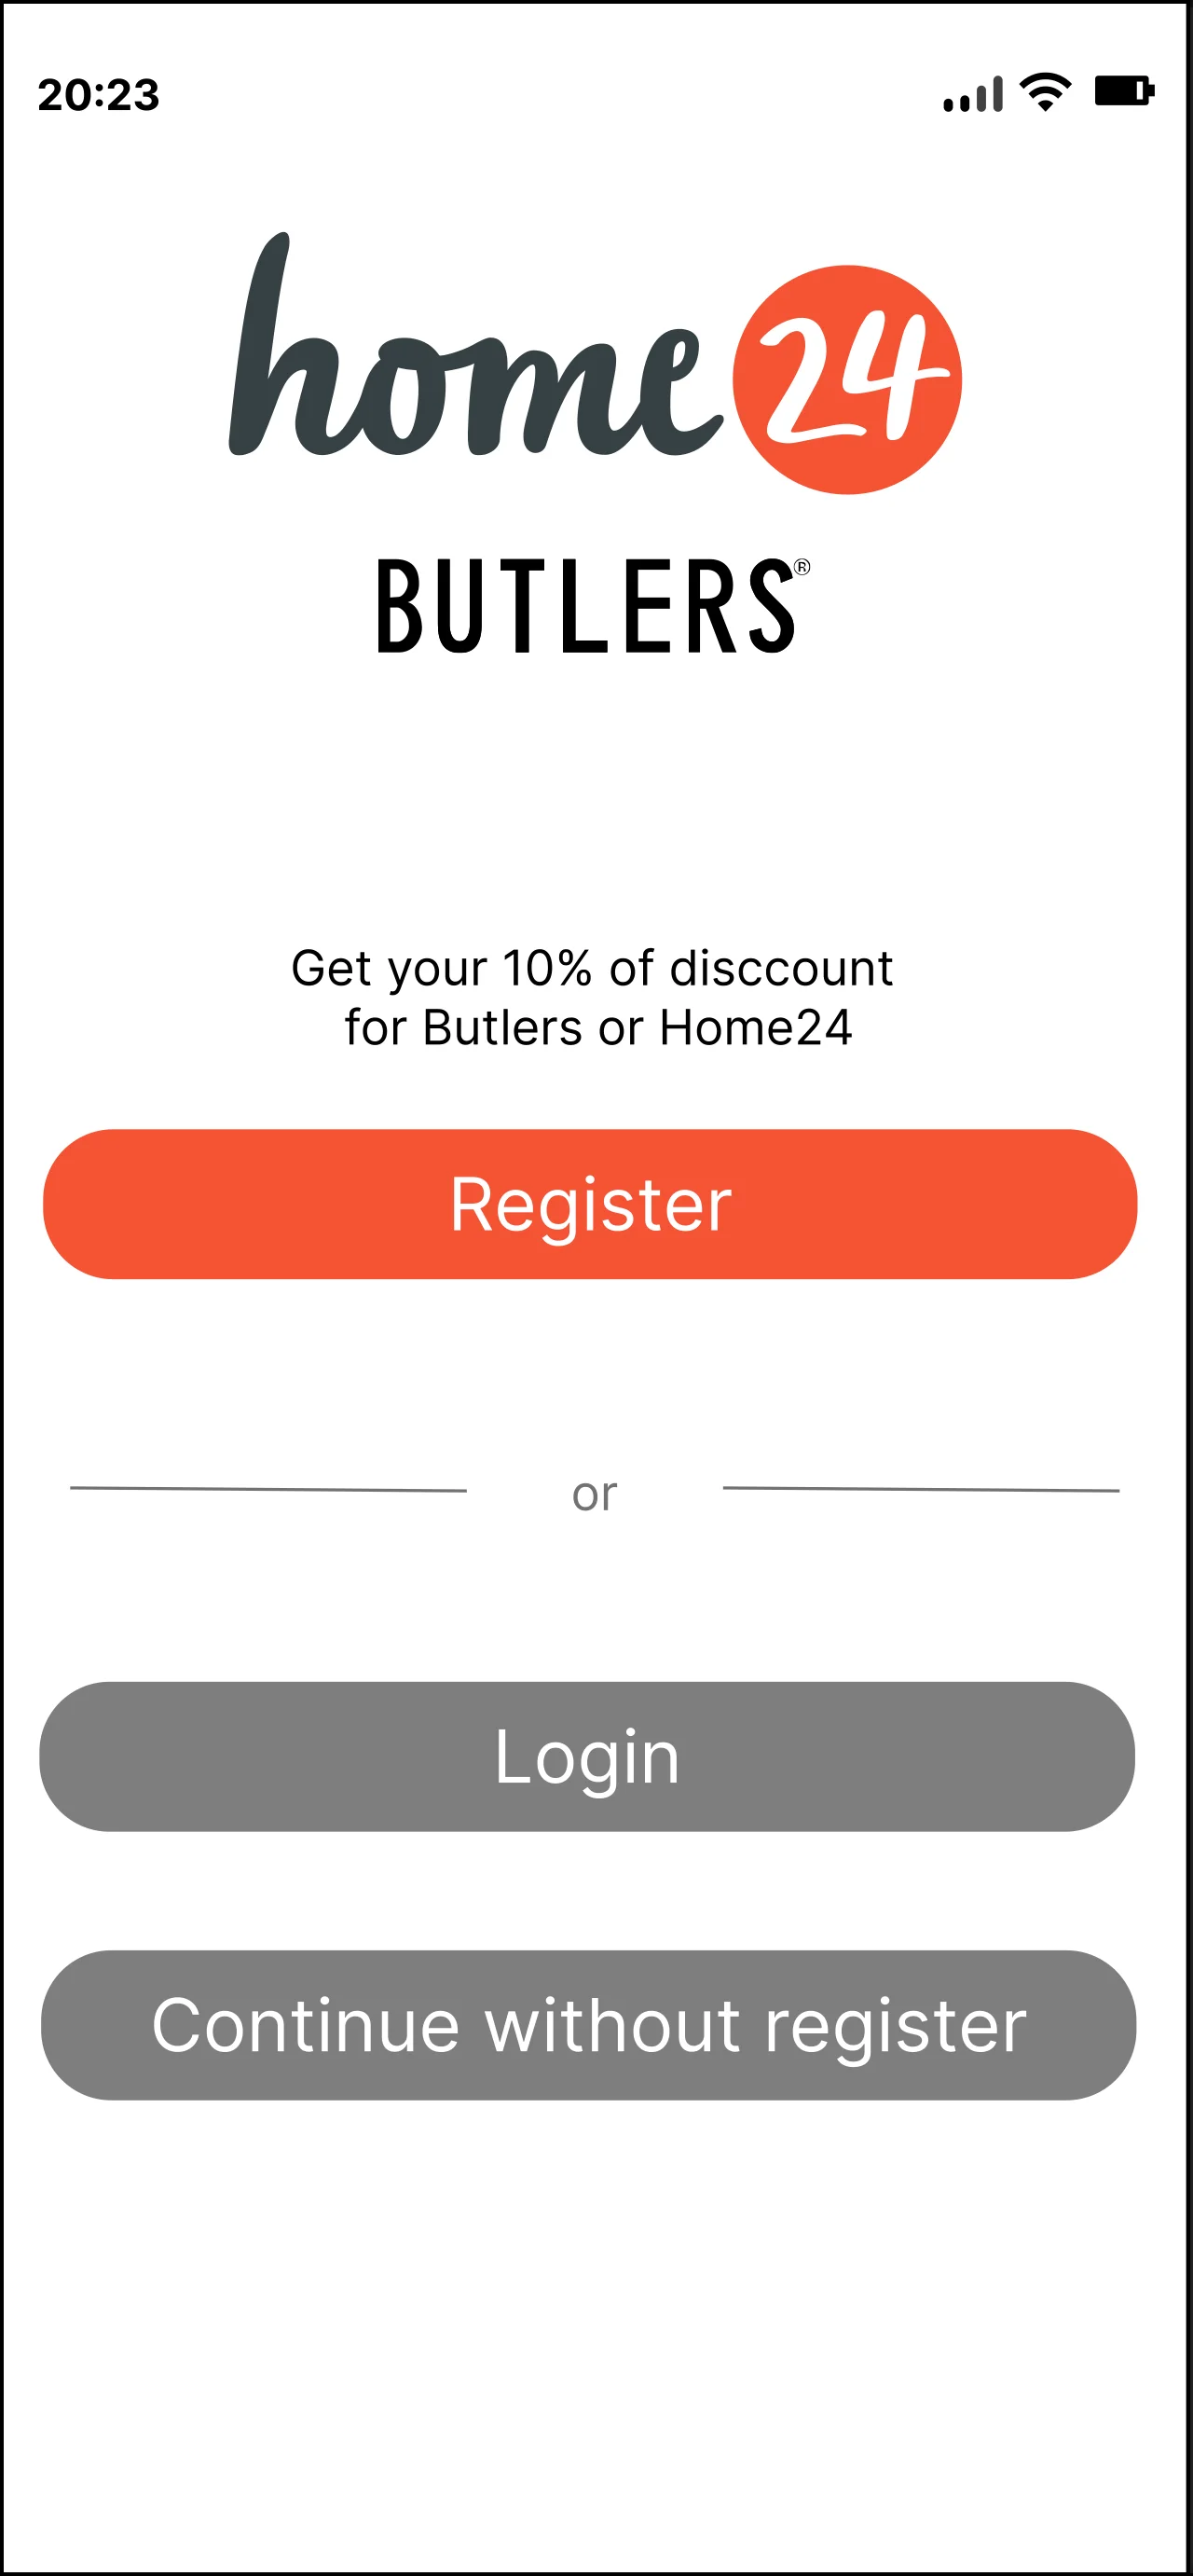 20:23
home24
BUTLERS®
Get your 10% of disccount
for Butlers or Home24
Register
or
Login
Continue without register